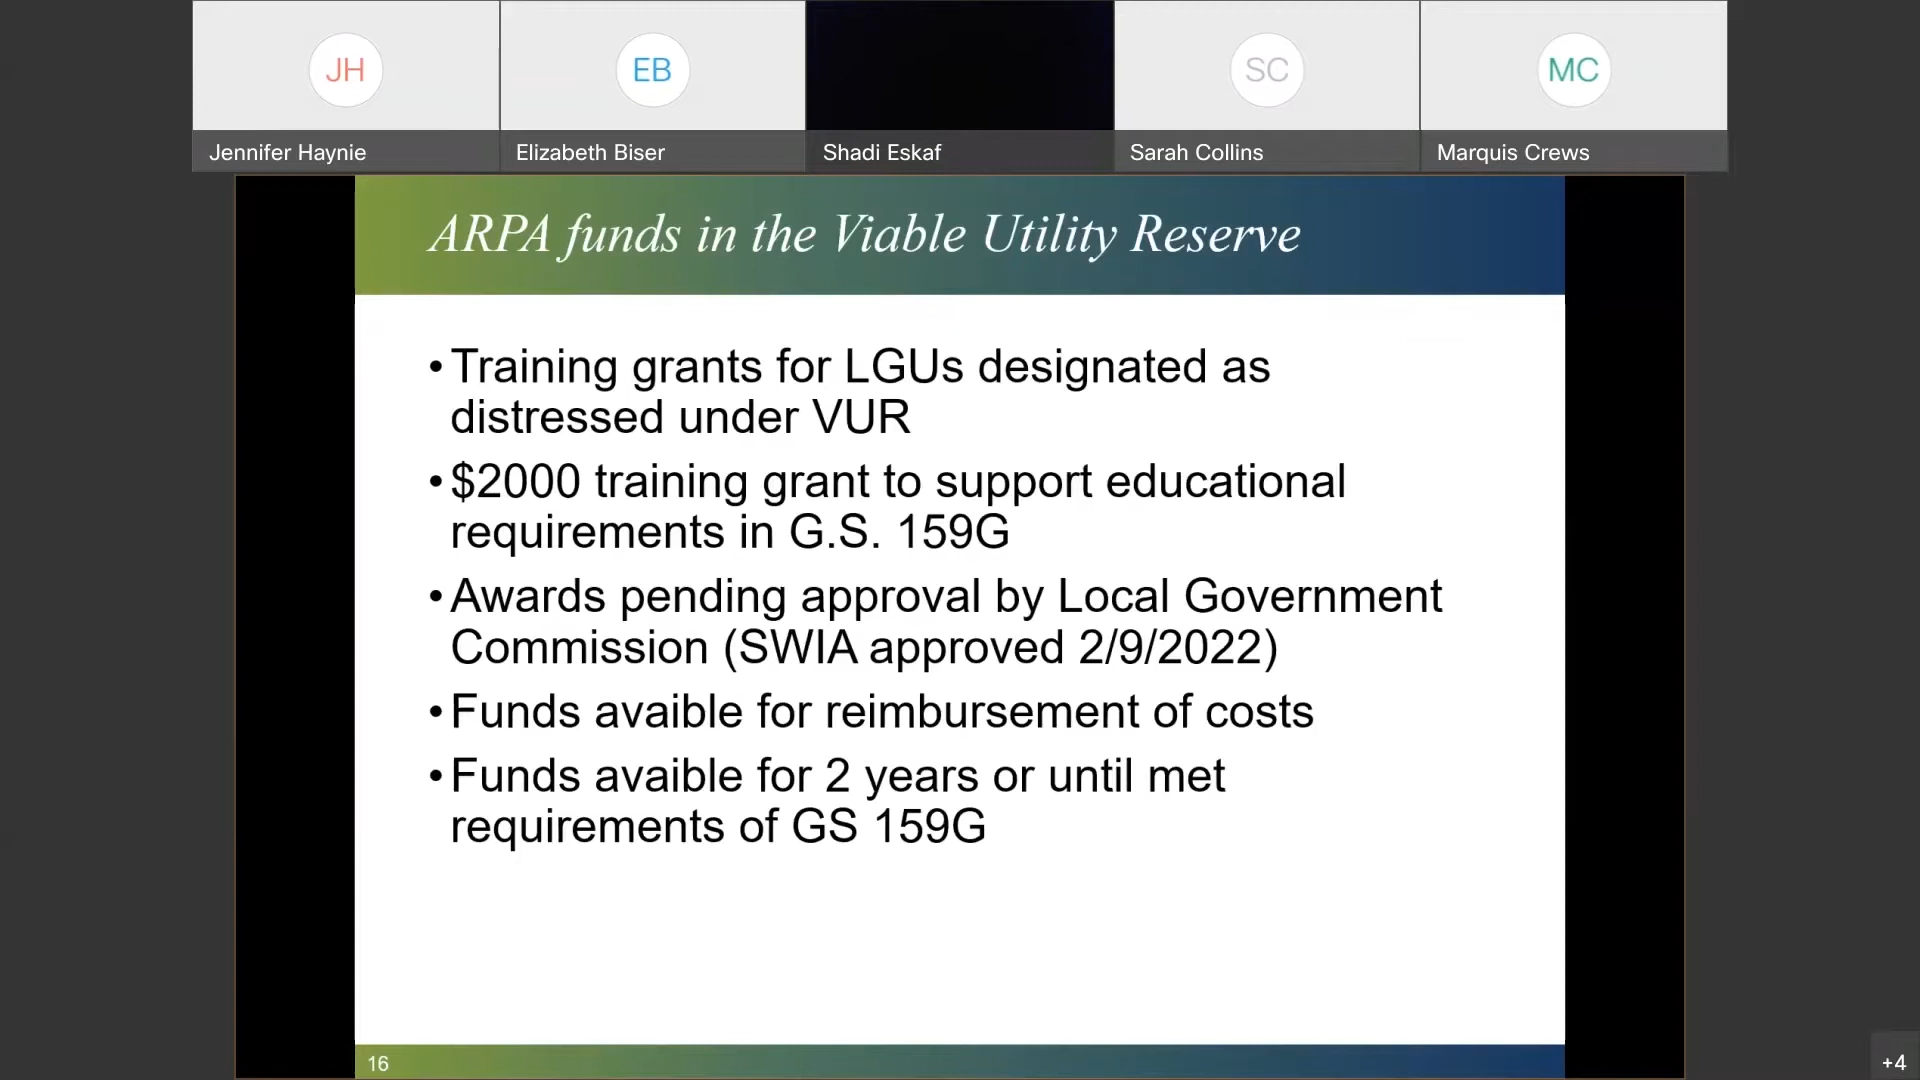 JH
EB
SC
MC
Jennifer Haynie
Elizabeth Biser
Shadi Eskaf
Sarah Collins
Marquis Crews
ARPA funds in the Viable Utility Reserve
•Training grants for LGUs designated as
distressed under VUR
•$2000 training grant to support educational
requirements in G.S. 159G
•Awards pending approval by Local Government
Commission (SWIA approved 2/9/2022)
•Funds avaible for reimbursement of costs
•Funds avaible for 2 years or until met
requirements of GS 159G
16
+4